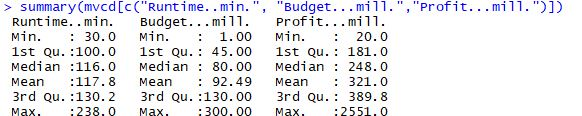 > summary(mvcd[c("Runtime..min.", "Budget...mill.","Profit...mill.")])
 Runtime..min.   Budget...mill.   Profit...mill.
 Min.   : 30.0   Min.   :  1.00   Min.   :  20.0
 1st Qu.:100.0   1st Qu.: 45.00   1st Qu.: 181.0
 Median :116.0   Median : 80.00   Median : 248.0
 Mean   :117.8   Mean   : 92.49   Mean   : 321.0
 3rd Qu.:130.2   3rd Qu.:130.00   3rd Qu.: 389.8
 Max.   :238.0   Max.   :300.00   Max.   :2551.0